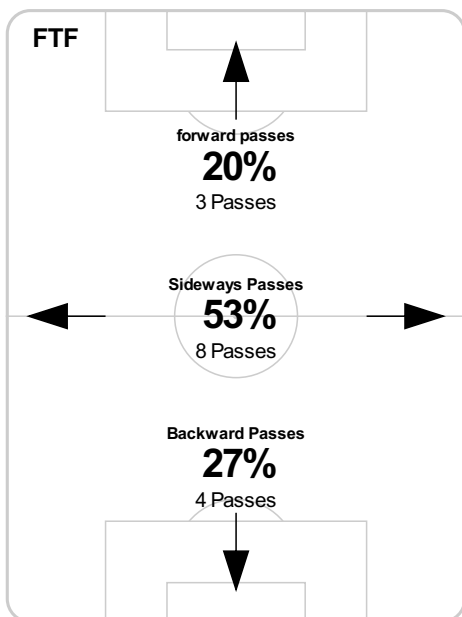 FTF
forward passes
20%
3 Passes
Sideways Passes
53%
8 Passes
Backward Passes
27%
4 Passes